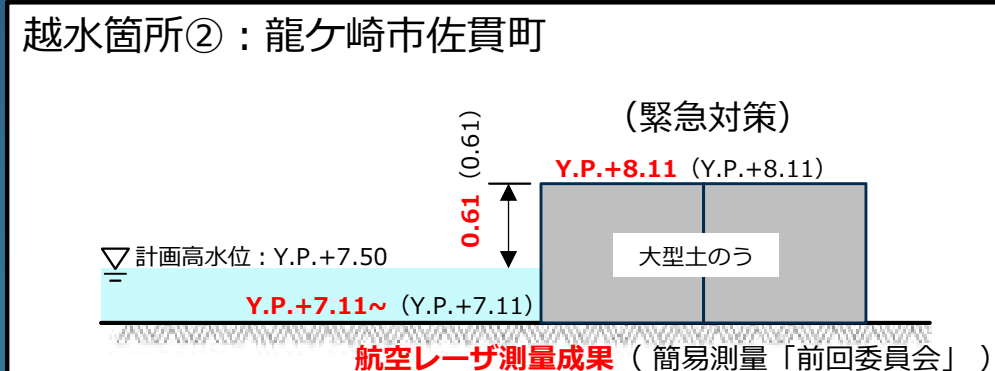 越水箇所②：龍ケ崎市佐貫町
（緊急対策）
0.61（0.61）
Y.P.+8.11（Y.P.+8.11）
計画高水位：Y.P.+7.50
大型土のう
Y.P.+7.11~（Y.P.+7.11）
航空レーザ測量成果（ 簡易測量「前回委員会」 ）